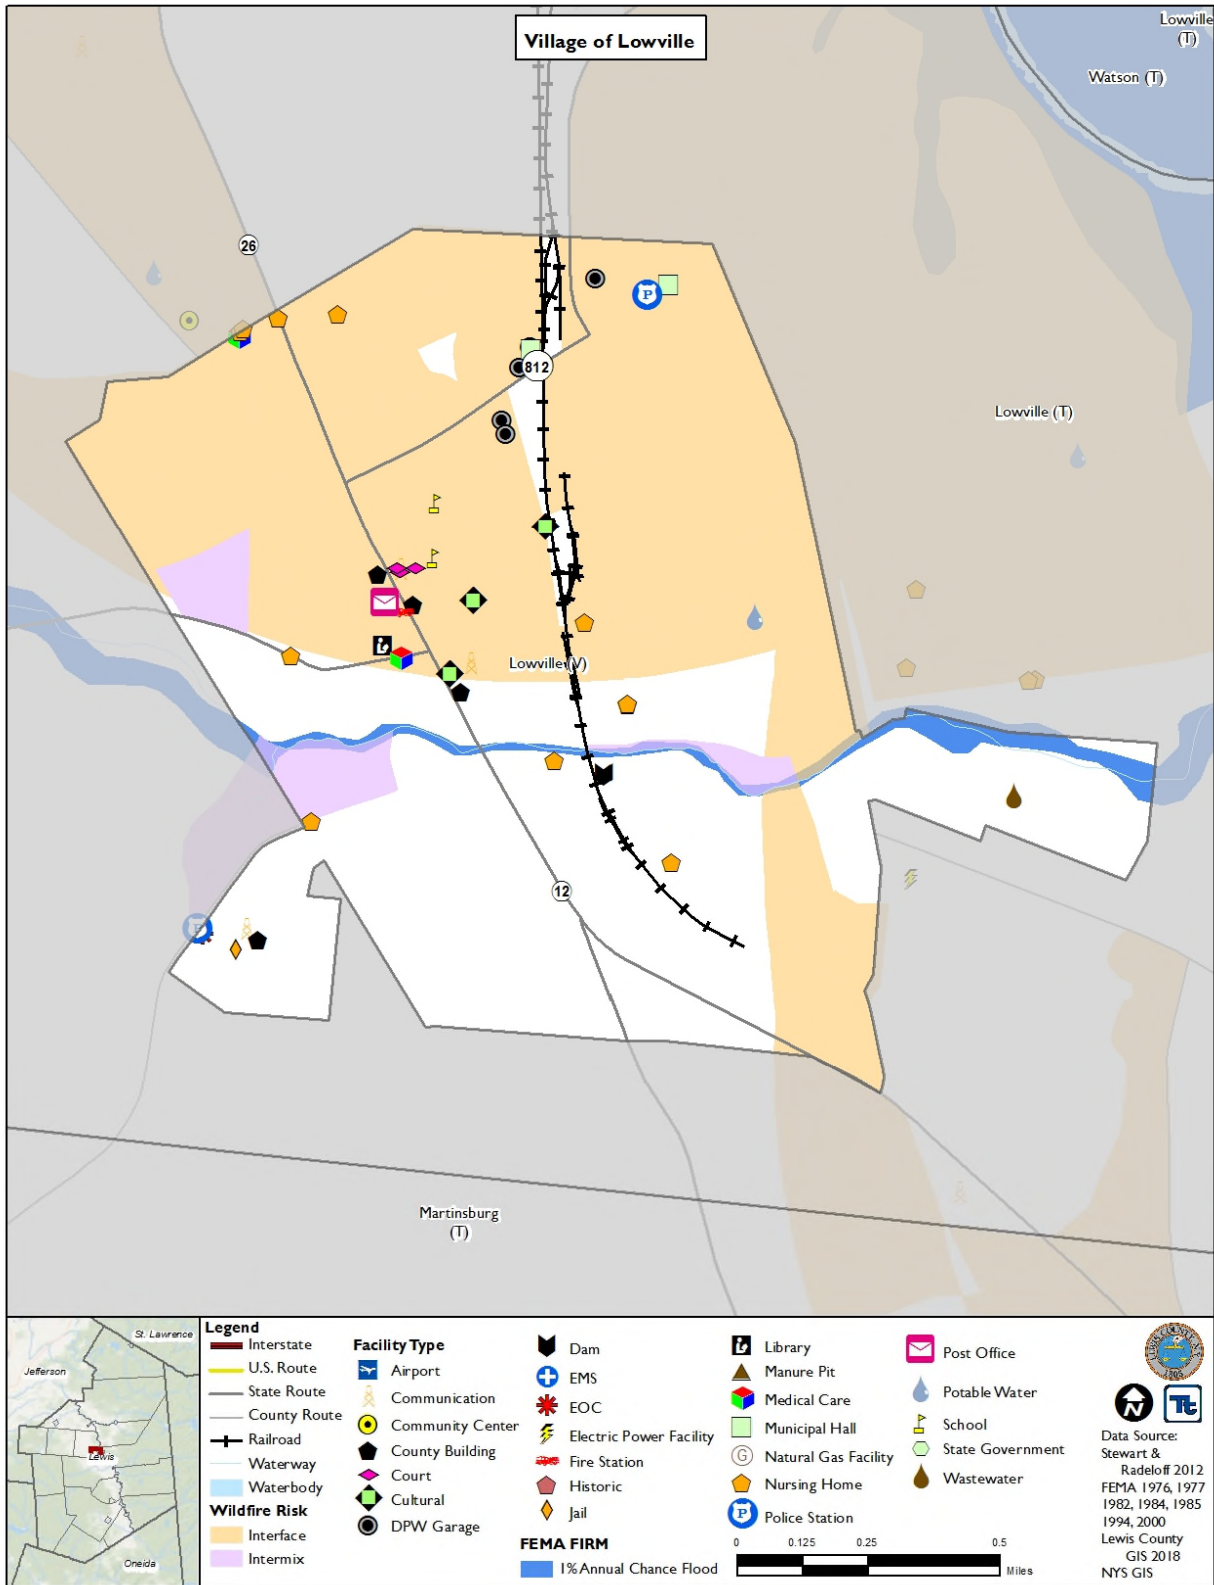 Village of Lowville
Lowville
(T)
Watson (T)
26
812
Lowville (T)
Lowville (V)
12
Martinsburg
(T)
St. Lawrence
Jefferson
Lewis
Oneida
Legend
Interstate
U.S. Route
State Route
County Route
Railroad
Waterway
Waterbody
Wildfire Risk
Interface
Intermix
Facility Type
Airport
Communication
Community Center
County Building
Court
Cultural
DPW Garage
Dam
EMS
EOC
Electric Power Facility
Fire Station
Historic
Jail
FEMA FIRM
1% Annual Chance Flood
Library
Manure Pit
Medical Care
Municipal Hall
G
Natural Gas Facility
Nursing Home
P
Police Station
0 0.125 0.25 0.5
Miles
Post Office
Potable Water
School
State Government
Wastewater
N
Tt
Data Source:
Stewart &
Radeloff 2012
FEMA 1976, 1977
1982, 1984, 1985
1994, 2000
Lewis County
GIS 2018
NYS GIS